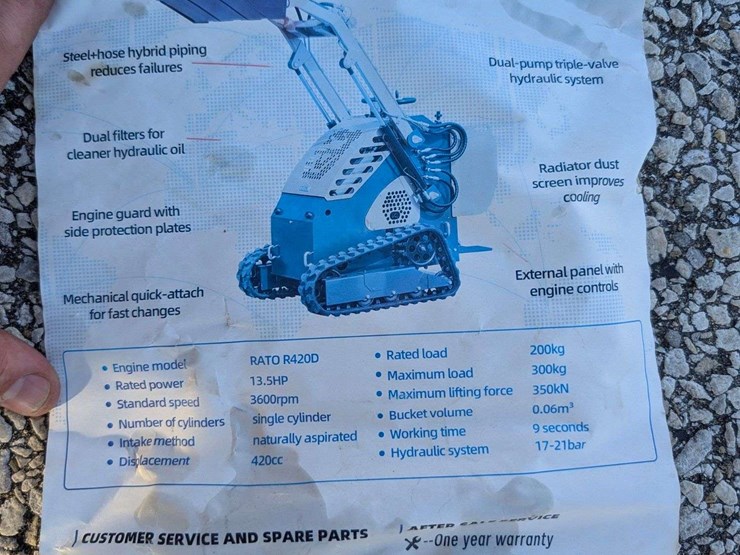 Steel+hose hybrid piping
reduces failures
Dual-pump triple-valve
hydraulic system
Dual filters for
cleaner hydraulic oil
Radiator dust
screen improves
cooling
Engine guard with
side protection plates
External panel with
engine controls
Mechanical quick-attach
for fast changes
• Engine model RATO R420D
• Rated power 13.5HP
• Standard speed 3600rpm
• Number of cylinders single cylinder
• Intake method naturally aspirated
• Displacement 420cc
• Rated load 200kg
• Maximum load 300kg
• Maximum lifting force 350kN
• Bucket volume 0.06m³
• Working time 9 seconds
• Hydraulic system 17-21bar
) CUSTOMER SERVICE AND SPARE PARTS
) AFTER SALE SERVICE
--One year warranty